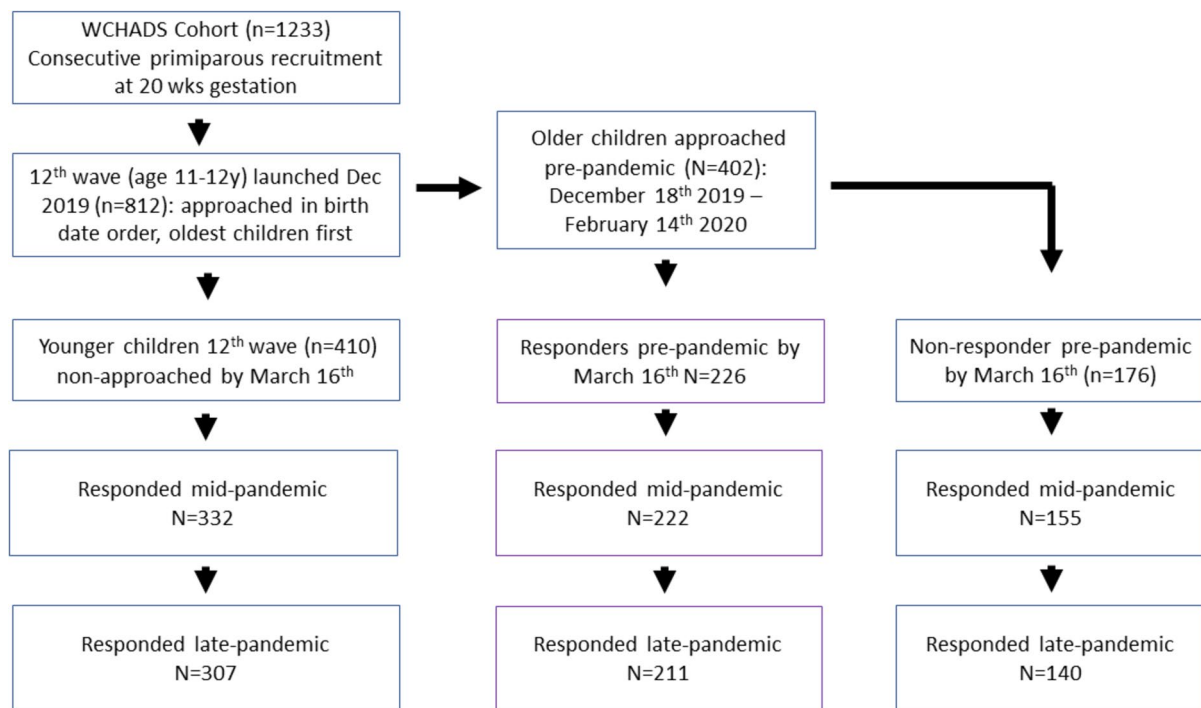 WCHADS Cohort (n=1233)
Consecutive primiparous recruitment
at 20 wks gestation
12th wave (age 11-12y) launched Dec
2019 (n=812): approached in birth
date order, oldest children first
Older children approached
pre-pandemic (N=402):
December 18th 2019 –
February 14th 2020
Younger children 12th wave (n=410)
non-approached by March 16th
Responders pre-pandemic by
March 16th N=226
Non-responder pre-pandemic
by March 16th (n=176)
Responded mid-pandemic
N=332
Responded mid-pandemic
N=222
Responded mid-pandemic
N=155
Responded late-pandemic
N=307
Responded late-pandemic
N=211
Responded late-pandemic
N=140